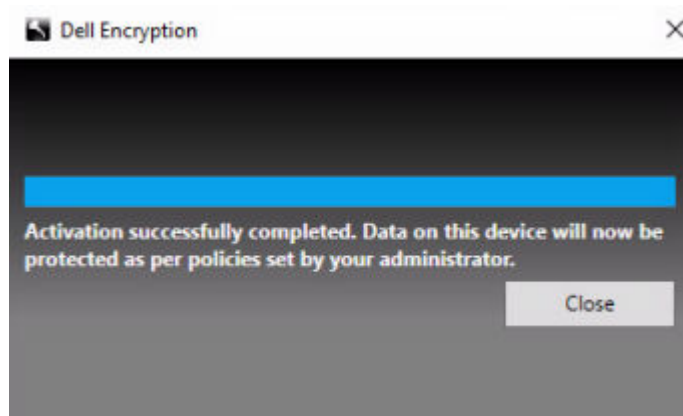 Dell Encryption
Activation successfully completed. Data on this device will now be
protected as per policies set by your administrator.
Close